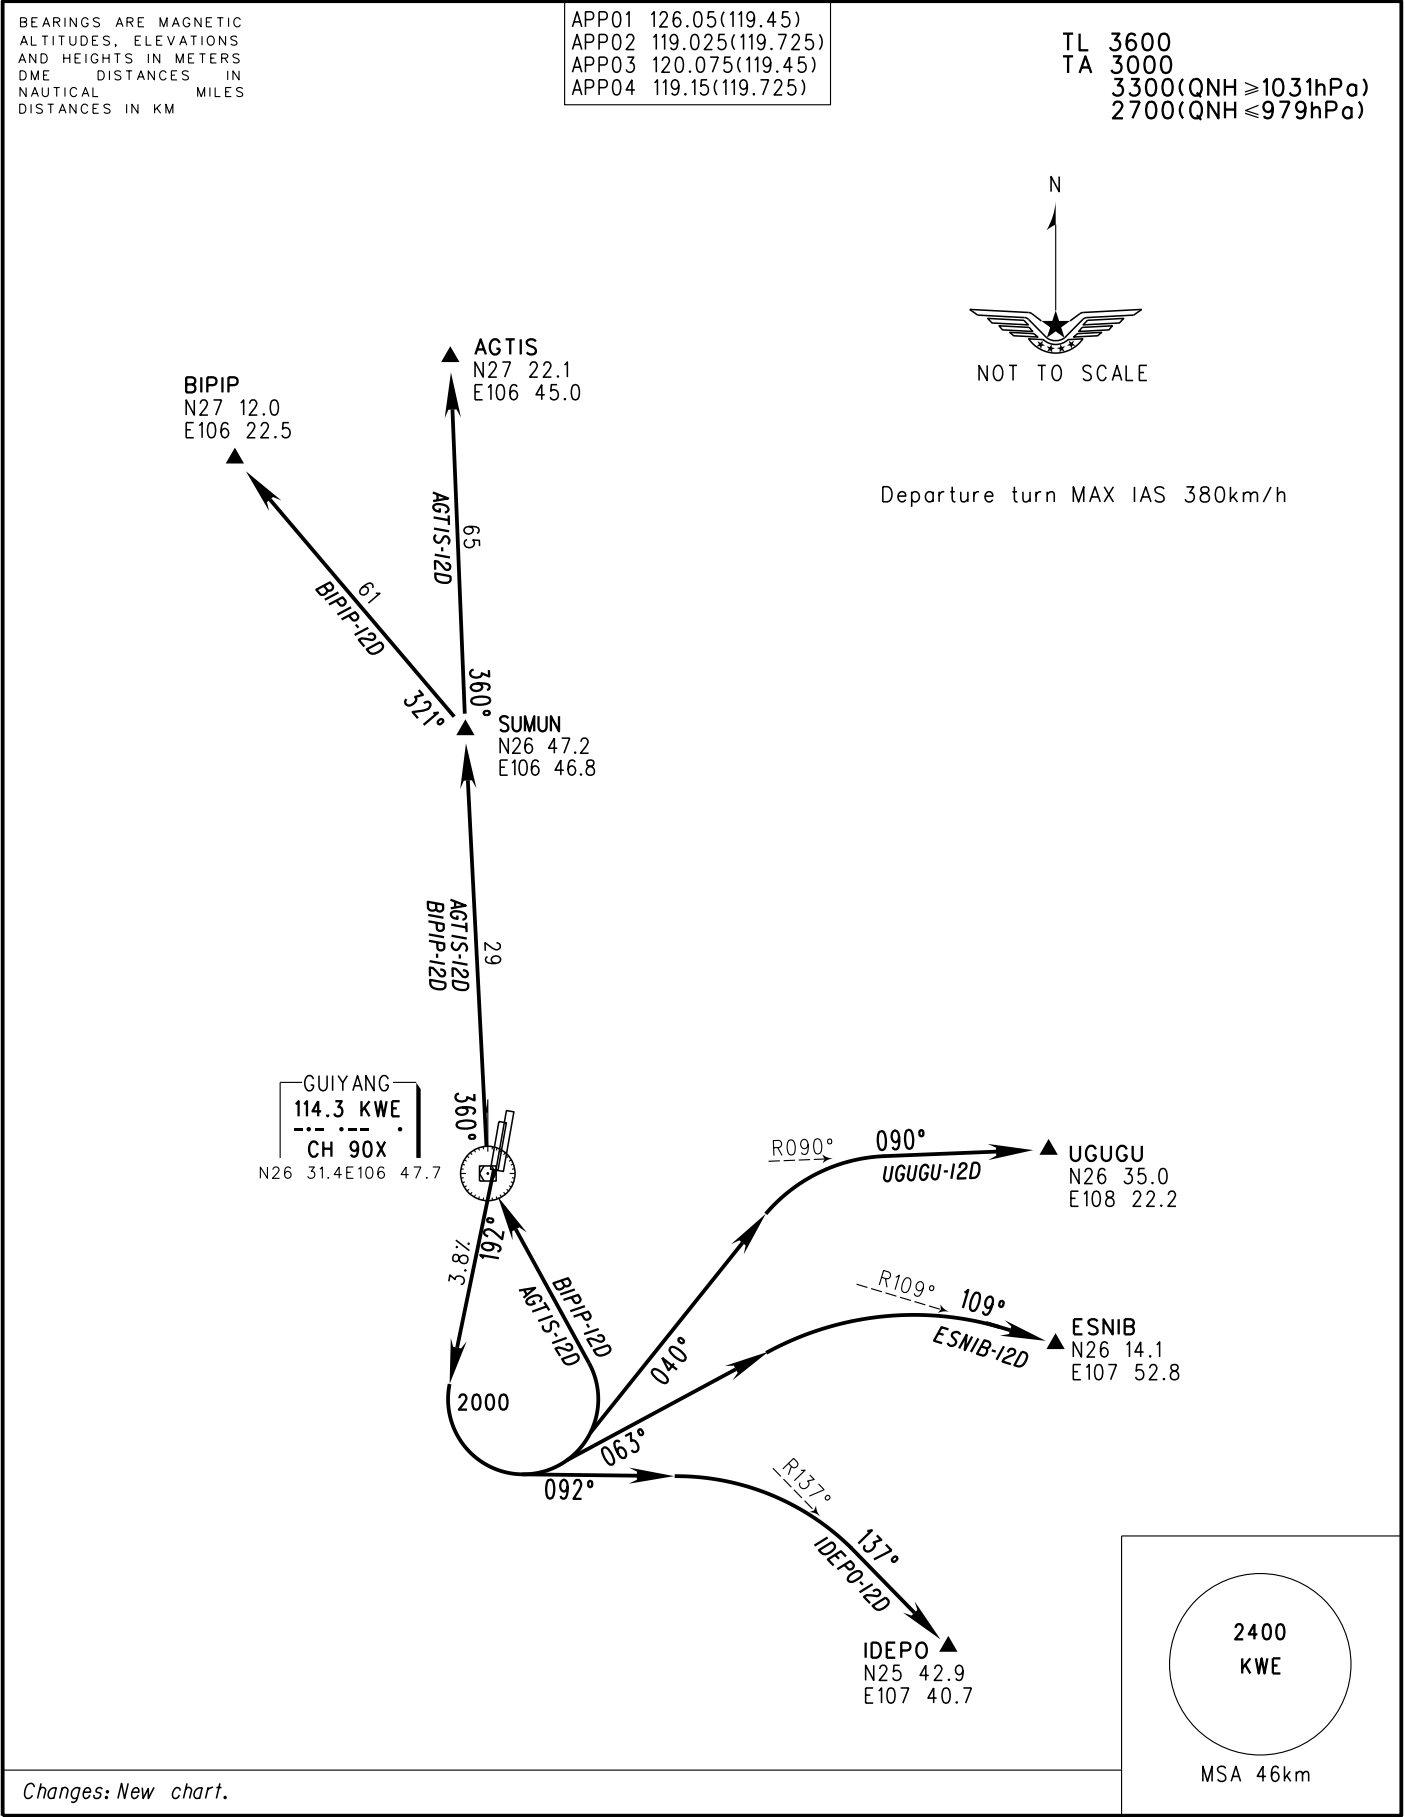 BEARINGS ARE MAGNETIC
ALTITUDES, ELEVATIONS
AND HEIGHTS IN METERS
DME DISTANCES IN
NAUTICAL MILES
DISTANCES IN KM
APP01 126.05(119.45)
APP02 119.025(119.725)
APP03 120.075(119.45)
APP04 119.15(119.725)
TL 3600
TA 3000
3300(QNH≥1031hPa)
2700(QNH≤979hPa)
N
NOT TO SCALE
Departure turn MAX IAS 380km/h
AGTIS
N27 22.1
E106 45.0
BIPIP
N27 12.0
E106 22.5
65
AGTIS-12D
61
BIPIP-12D
360°
321°
SUMUN
N26 47.2
E106 46.8
29
AGTIS-12D
BIPIP-12D
360°
GUIYANG
114.3 KWE
CH 90X
N26 31.4E106 47.7
192°
3.8%
BIPIP-12D
AGTIS-12D
2000
R090°
090°
UGUGU-12D
UGUGU
N26 35.0
E108 22.2
040°
R109°
109°
ESNIB-12D
ESNIB
N26 14.1
E107 52.8
063°
092°
R137°
137°
IDEPO-12D
IDEPO
N25 42.9
E107 40.7
2400
KWE
MSA 46km
Changes: New chart.